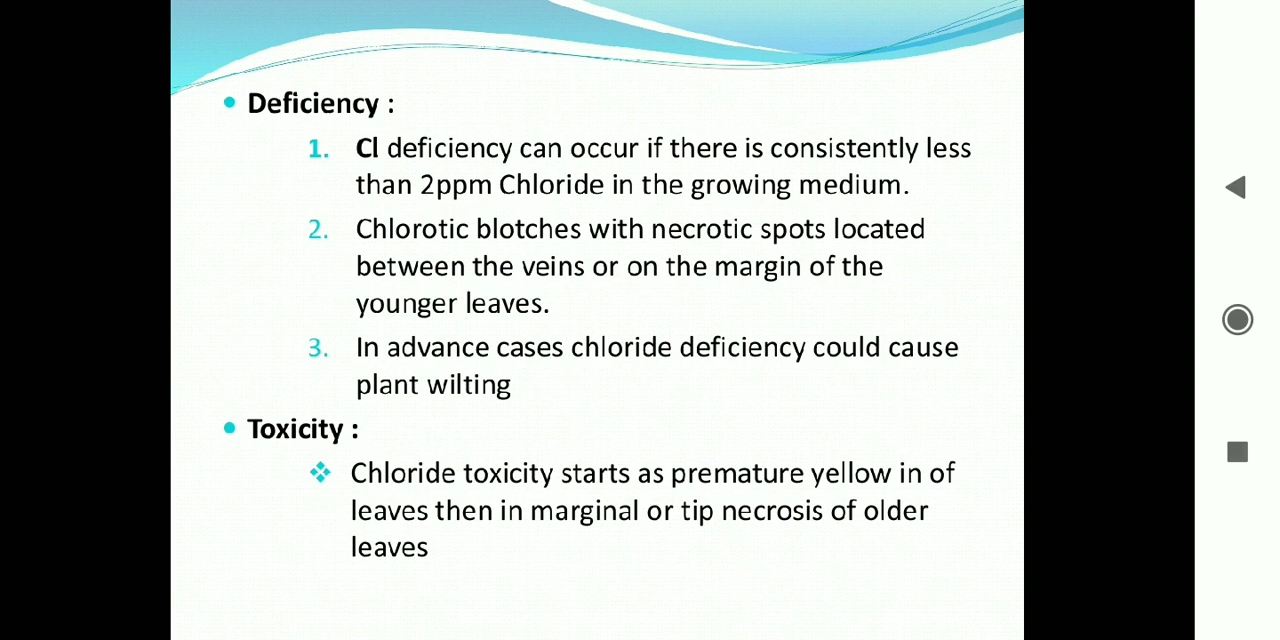 • Deficiency :
1. Cl deficiency can occur if there is consistently less
than 2ppm Chloride in the growing medium.
2. Chlorotic blotches with necrotic spots located
between the veins or on the margin of the
younger leaves.
3. In advance cases chloride deficiency could cause
plant wilting
• Toxicity :
❖ Chloride toxicity starts as premature yellow in of
leaves then in marginal or tip necrosis of older
leaves